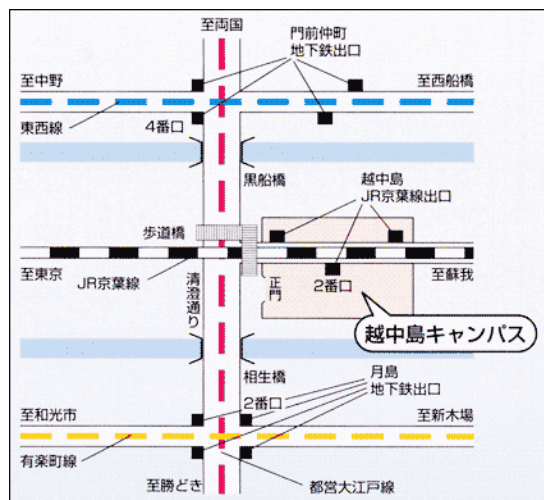 至両国
門前仲町
地下鉄出口
至中野
至西船橋
東西線
4番口
黒船橋
越中島
JR京葉線出口
歩道橋
至東京
JR京葉線
清澄通り
正門
2番口
至蘇我
越中島キャンパス
相生橋
月島
地下鉄出口
2番口
至和光市
至新木場
有楽町線
至勝どき
都営大江戸線